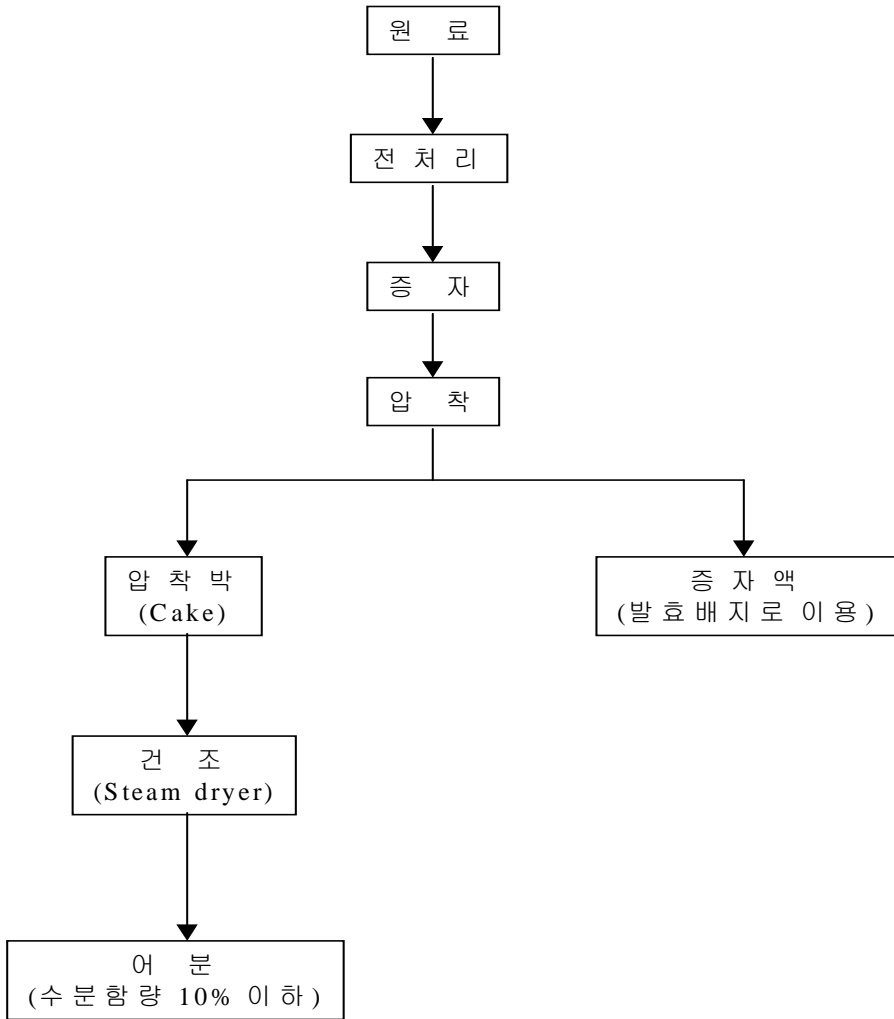 원 료
전 처 리
증 자
압 착
압 착 박
(Cake)
증 자 액
(발 효 배 지 로 이 용 )
건 조
(Steam dryer)
어 분
(수 분 함 량 10% 이 하 )